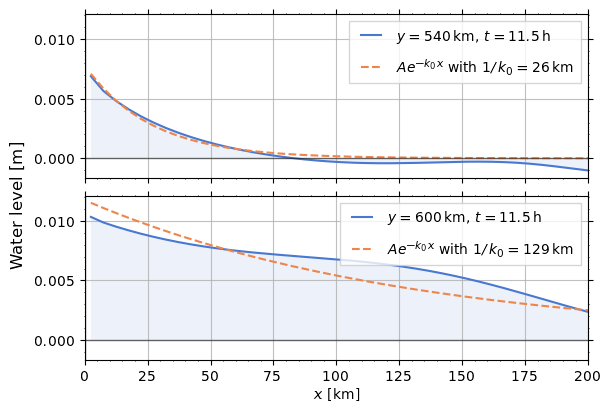 0.010
0.005
0.000
y = 540 km, t = 11.5 h
Ae^{-k_0 x} with 1/k_0 = 26 km
Water level [m]
0.010
0.005
0.000
y = 600 km, t = 11.5 h
Ae^{-k_0 x} with 1/k_0 = 129 km
0 25 50 75 100 125 150 175 200
x [km]